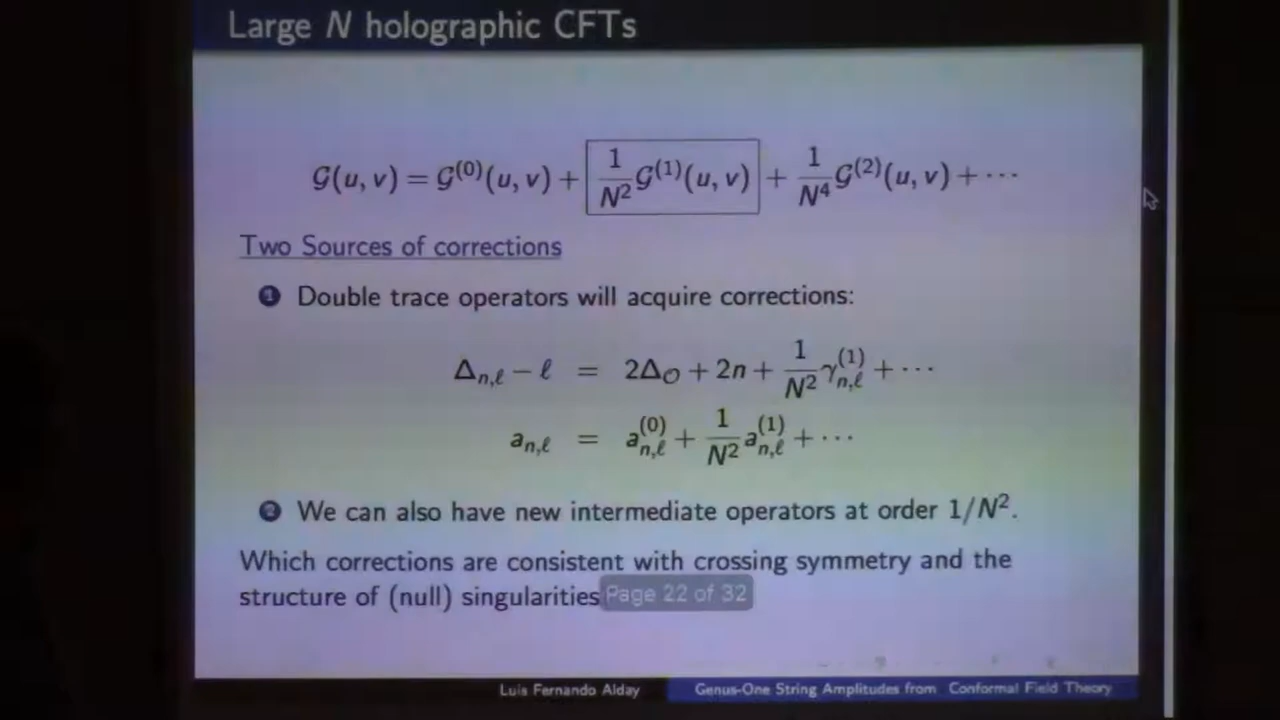 Large N holographic CFTs
𝒢(u, v) = 𝒢^(0)(u, v) + 1/N² 𝒢^(1)(u, v) + 1/N⁴ 𝒢^(2)(u, v) + ⋯
Two Sources of corrections
1 Double trace operators will acquire corrections:
Δ_{n,ℓ} − ℓ = 2Δ_𝒪 + 2n + 1/N² γ^(1)_{n,ℓ} + ⋯
a_{n,ℓ} = a^(0)_{n,ℓ} + 1/N² a^(1)_{n,ℓ} + ⋯
2 We can also have new intermediate operators at order 1/N².
Which corrections are consistent with crossing symmetry and the
structure of (null) singularities Page 22 of 32
Luis Fernando Alday Genus-One String Amplitudes from Conformal Field Theory